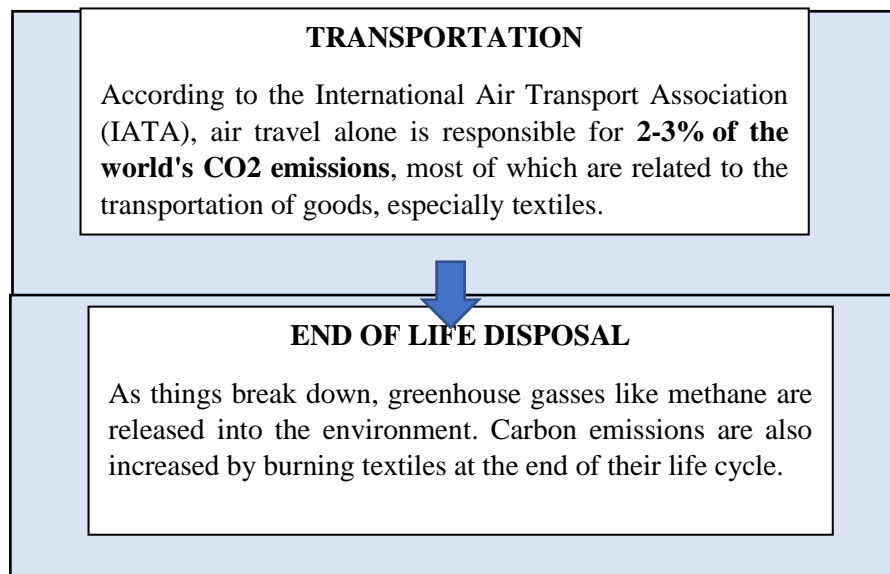 TRANSPORTATION
According to the International Air Transport Association
(IATA), air travel alone is responsible for 2-3% of the
world's CO2 emissions, most of which are related to the
transportation of goods, especially textiles.
END OF LIFE DISPOSAL
As things break down, greenhouse gasses like methane are
released into the environment. Carbon emissions are also
increased by burning textiles at the end of their life cycle.